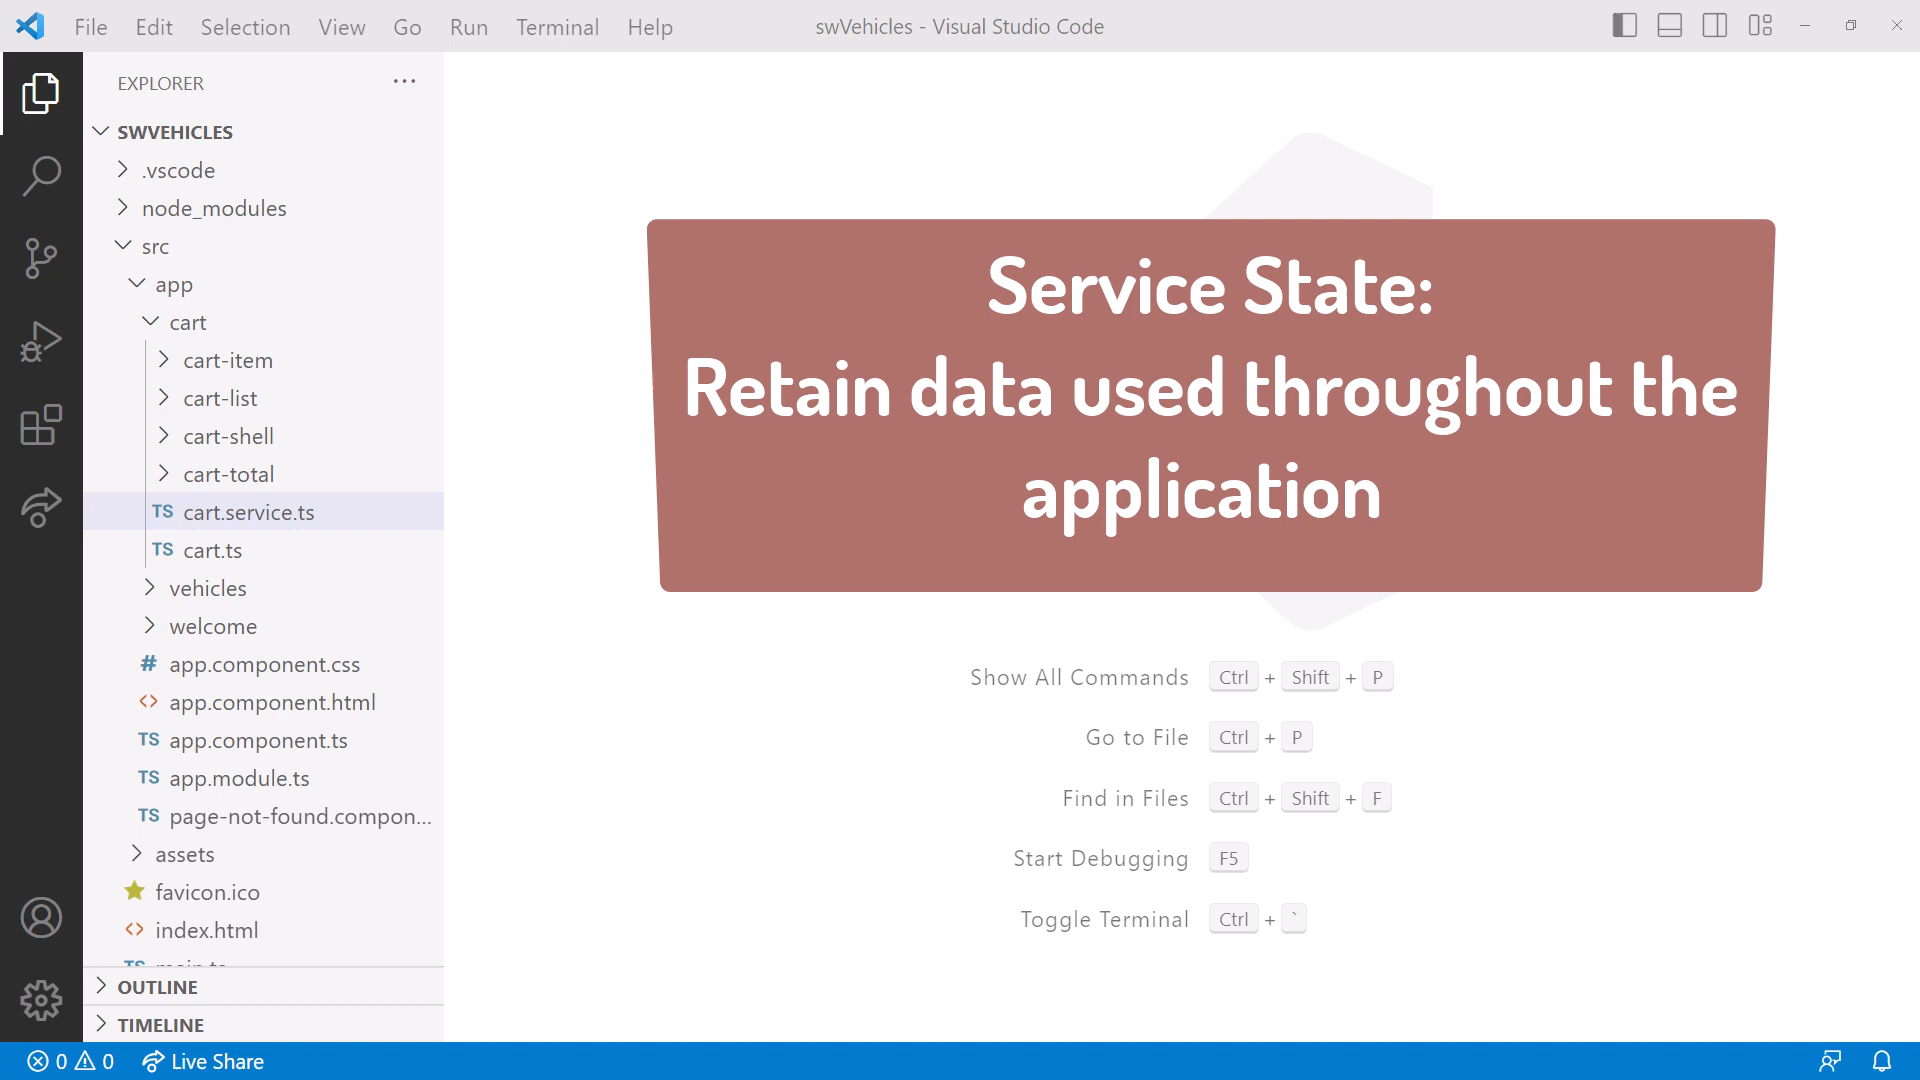 File Edit Selection View Go Run Terminal Help
swVehicles - Visual Studio Code
EXPLORER
SWVEHICLES
.vscode
node_modules
src
app
cart
cart-item
cart-list
cart-shell
cart-total
TS cart.service.ts
TS cart.ts
vehicles
welcome
# app.component.css
<> app.component.html
TS app.component.ts
TS app.module.ts
TS page-not-found.compon...
assets
favicon.ico
<> index.html
TS main.ts
OUTLINE
TIMELINE
Service State:
Retain data used throughout the
application
Show All Commands Ctrl + Shift + P
Go to File Ctrl + P
Find in Files Ctrl + Shift + F
Start Debugging F5
Toggle Terminal Ctrl + `
0 0 Live Share